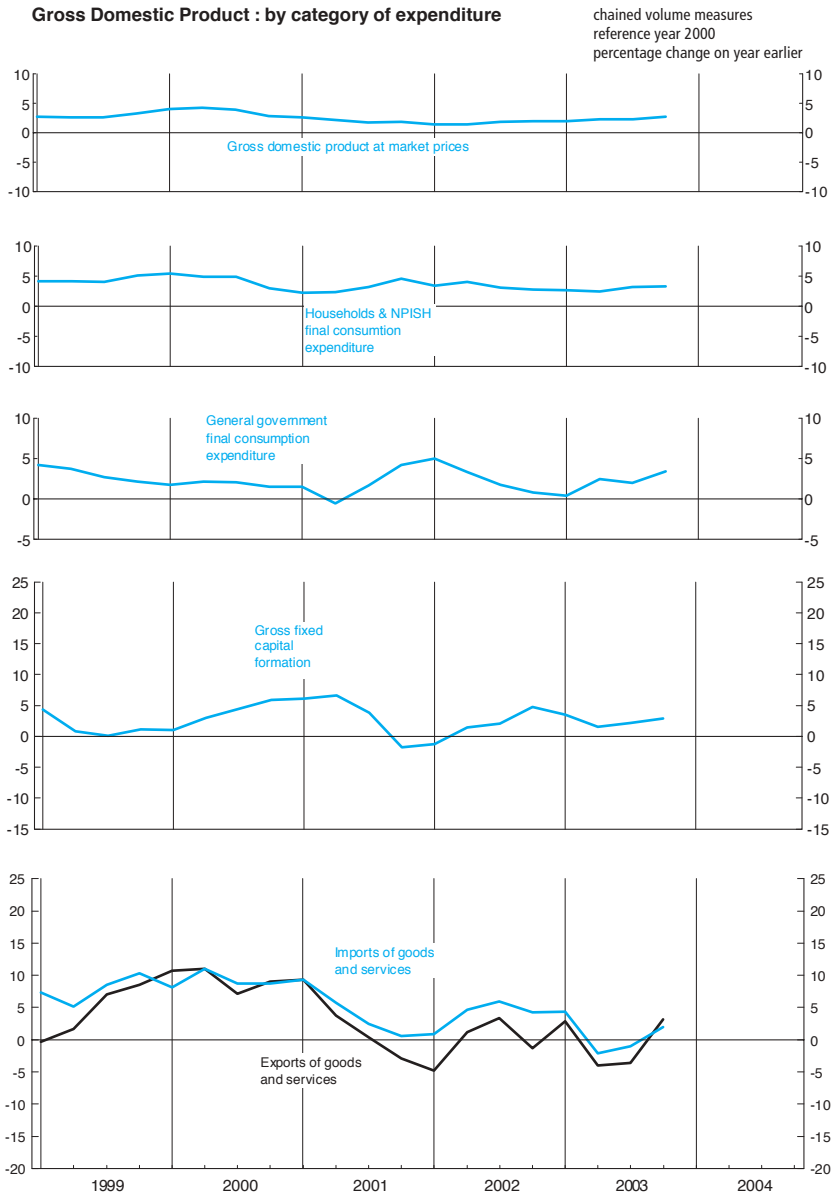 Gross Domestic Product : by category of expenditure
chained volume measures
reference year 2000
percentage change on year earlier
10 10
5 5
0 0
-5 -5
-10 -10
Gross domestic product at market prices
10 10
5 5
0 0
-5 -5
-10 -10
Households & NPISH
final consumtion
expenditure
10 10
5 5
0 0
-5 -5
General government
final consumption
expenditure
25 25
20 20
15 15
10 10
5 5
0 0
-5 -5
-10 -10
-15 -15
Gross fixed
capital
formation
25 25
20 20
15 15
10 10
5 5
0 0
-5 -5
-10 -10
-15 -15
-20 -20
Imports of goods
and services
Exports of goods
and services
1999 2000 2001 2002 2003 2004